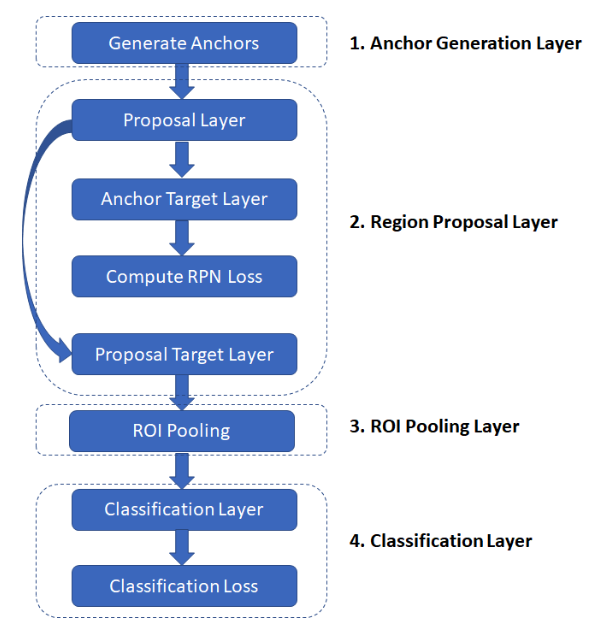 Generate Anchors
1. Anchor Generation Layer
Proposal Layer
Anchor Target Layer
2. Region Proposal Layer
Compute RPN Loss
Proposal Target Layer
ROI Pooling
3. ROI Pooling Layer
Classification Layer
4. Classification Layer
Classification Loss